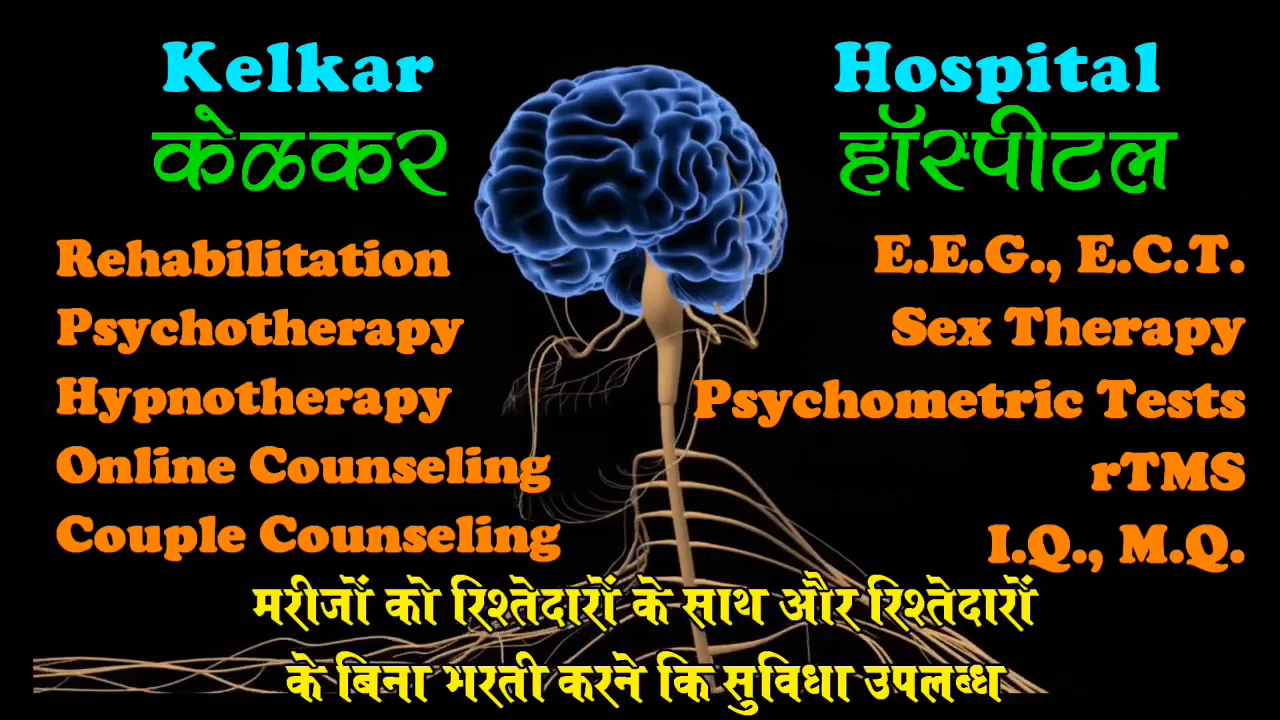 Kelkar Hospital
केळकर हॉस्पीटल
Rehabilitation
Psychotherapy
Hypnotherapy
Online Counseling
Couple Counseling
E.E.G., E.C.T.
Sex Therapy
Psychometric Tests
rTMS
I.Q., M.Q.
मरीजों को रिश्तेदारों के साथ और रिश्तेदारों
के बिना भरती करने कि सुविधा उपलब्ध